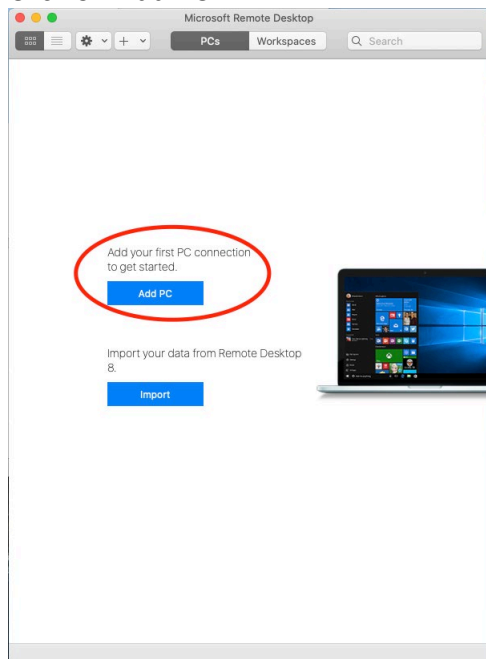 Microsoft Remote Desktop
PCs
Workspaces
Search
Add your first PC connection
to get started.
Add PC
Import your data from Remote Desktop
8.
Import